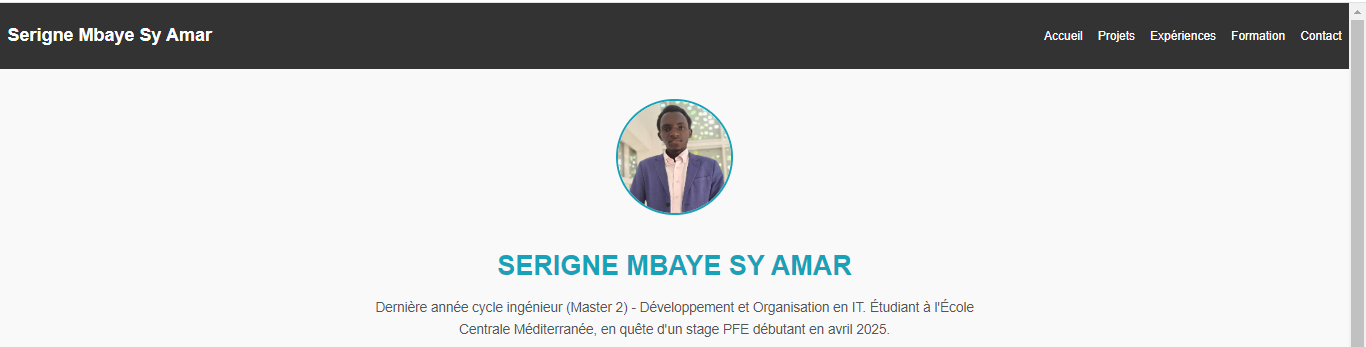 Serigne Mbaye Sy Amar
Accueil Projets Expériences Formation Contact
SERIGNE MBAYE SY AMAR
Dernière année cycle ingénieur (Master 2) - Développement et Organisation en IT. Étudiant à l'École
Centrale Méditerranée, en quête d'un stage PFE débutant en avril 2025.